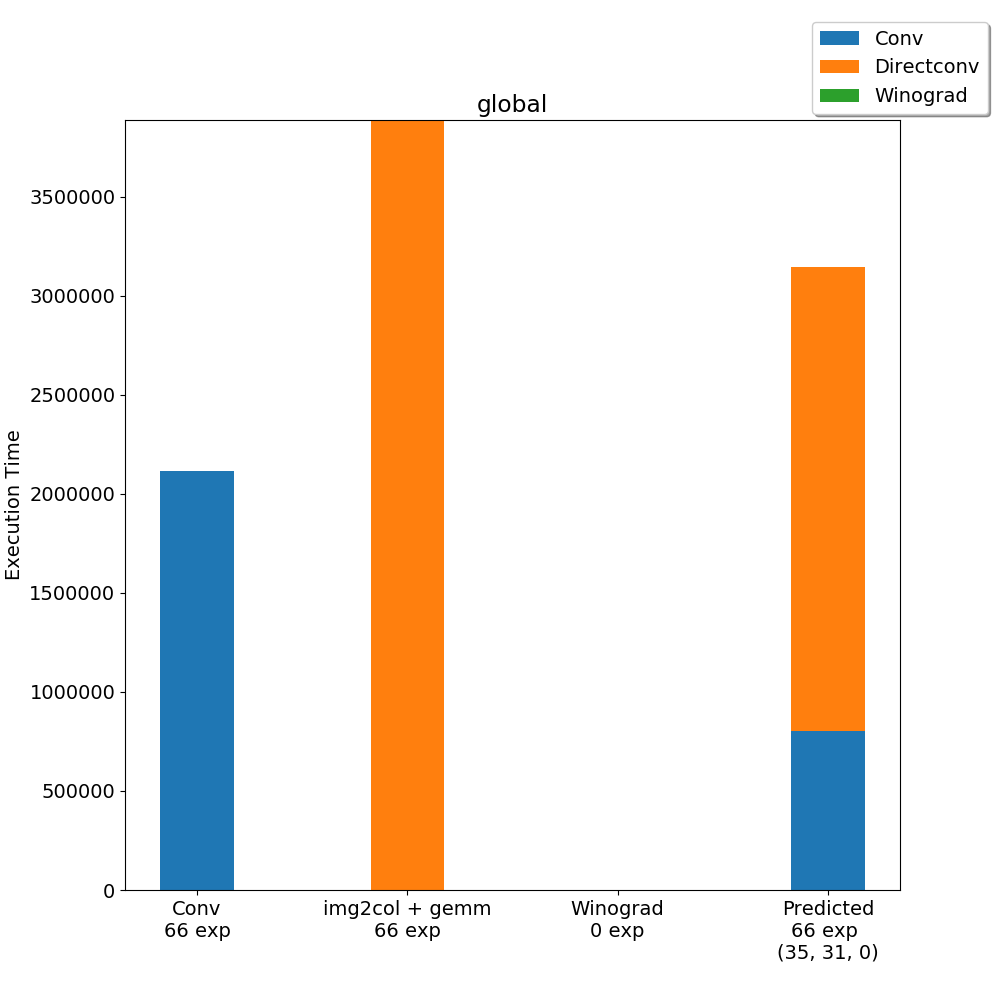 Conv
Directconv
Winograd
global
Execution Time
3500000
3000000
2500000
2000000
1500000
1000000
500000
0
Conv
66 exp
img2col + gemm
66 exp
Winograd
0 exp
Predicted
66 exp
(35, 31, 0)